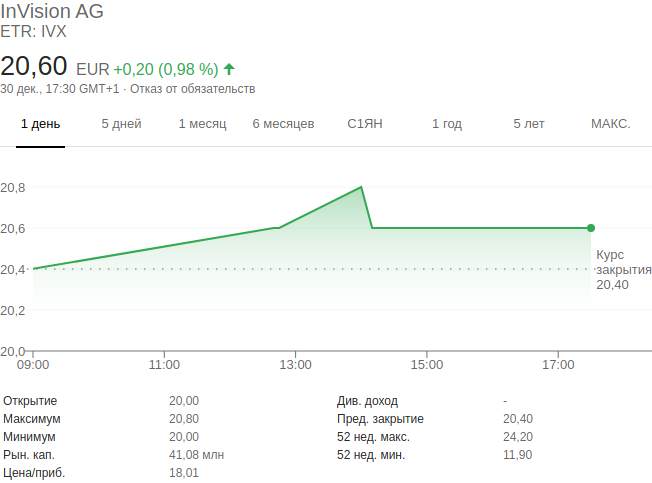 InVision AG
ETR: IVX
20,60 EUR +0,20 (0,98 %)
30 дек., 17:30 GMT+1 · Отказ от обязательств
1 день 5 дней 1 месяц 6 месяцев С1ЯН 1 год 5 лет МАКС.
20,8
20,6
20,4
20,2
20,0
Курс
закрытия
20,40
09:00 11:00 13:00 15:00 17:00
Открытие 20,00 Див. доход -
Максимум 20,80 Пред. закрытие 20,40
Минимум 20,00 52 нед. макс. 24,20
Рын. кап. 41,08 млн 52 нед. мин. 11,90
Цена/приб. 18,01